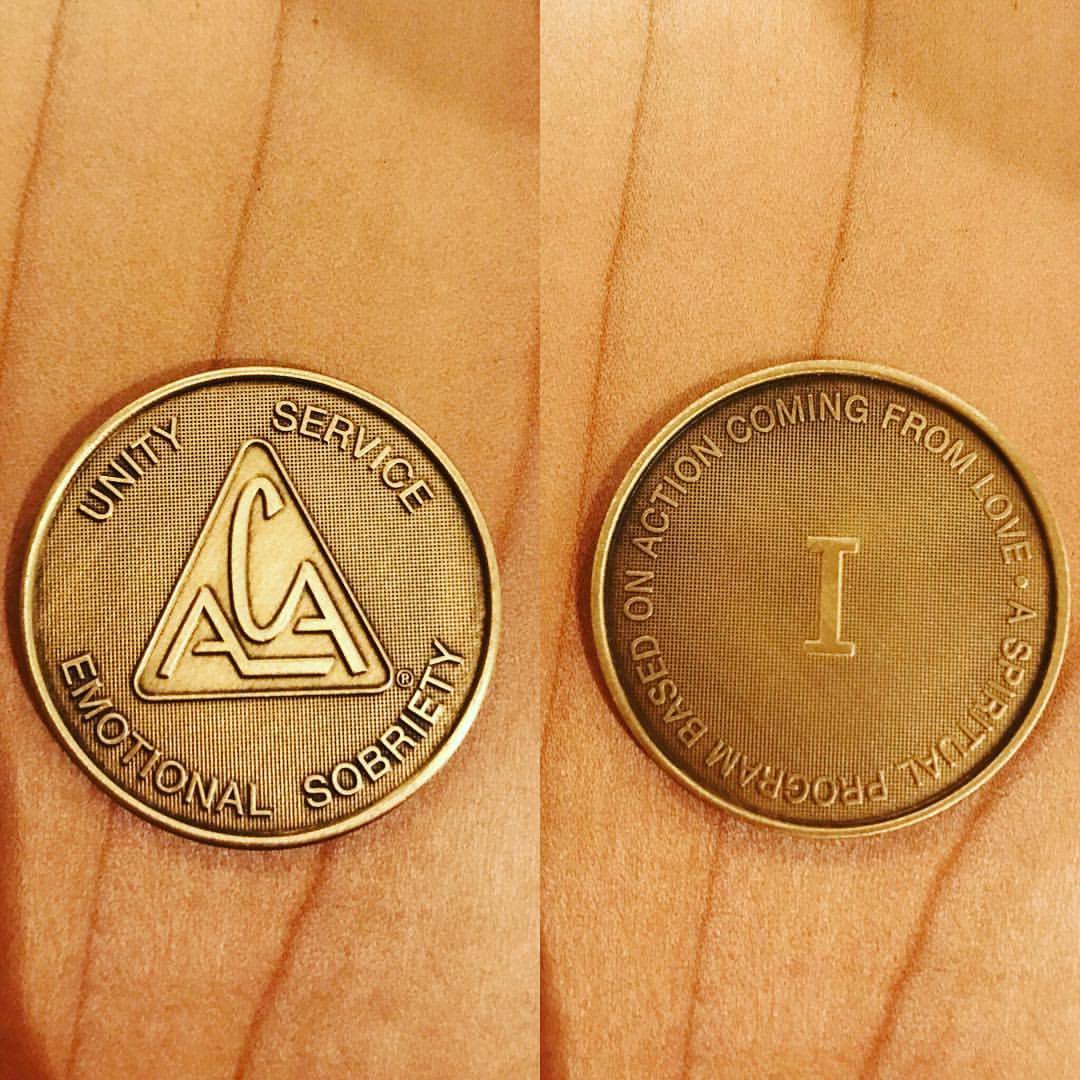 UNITY SERVICE
ACA
®
EMOTIONAL SOBRIETY
I
A SPIRITUAL PROGRAM BASED ON ACTION COMING FROM LOVE •